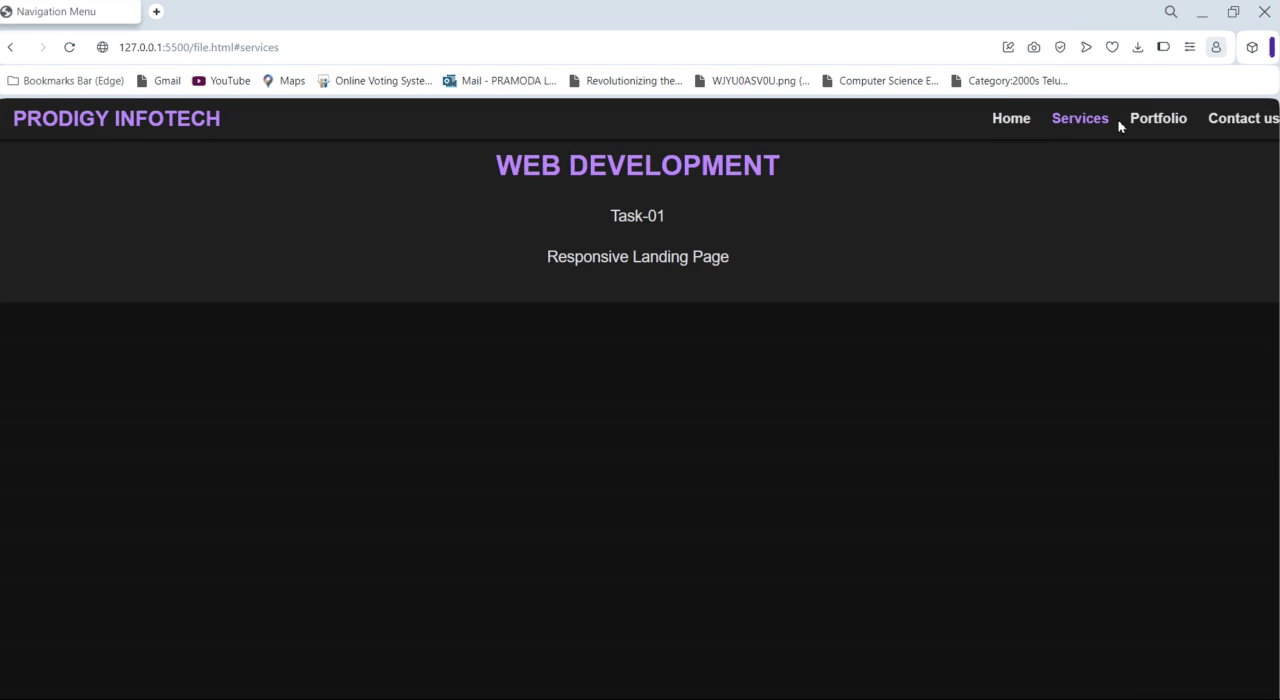 Navigation Menu
127.0.0.1:5500/file.html#services
Bookmarks Bar (Edge) Gmail YouTube Maps Online Voting Syste... Mail - PRAMODA L... Revolutionizing the... WJYU0ASV0U.png (... Computer Science E... Category:2000s Telu...
PRODIGY INFOTECH Home Services Portfolio Contact us
WEB DEVELOPMENT
Task-01
Responsive Landing Page